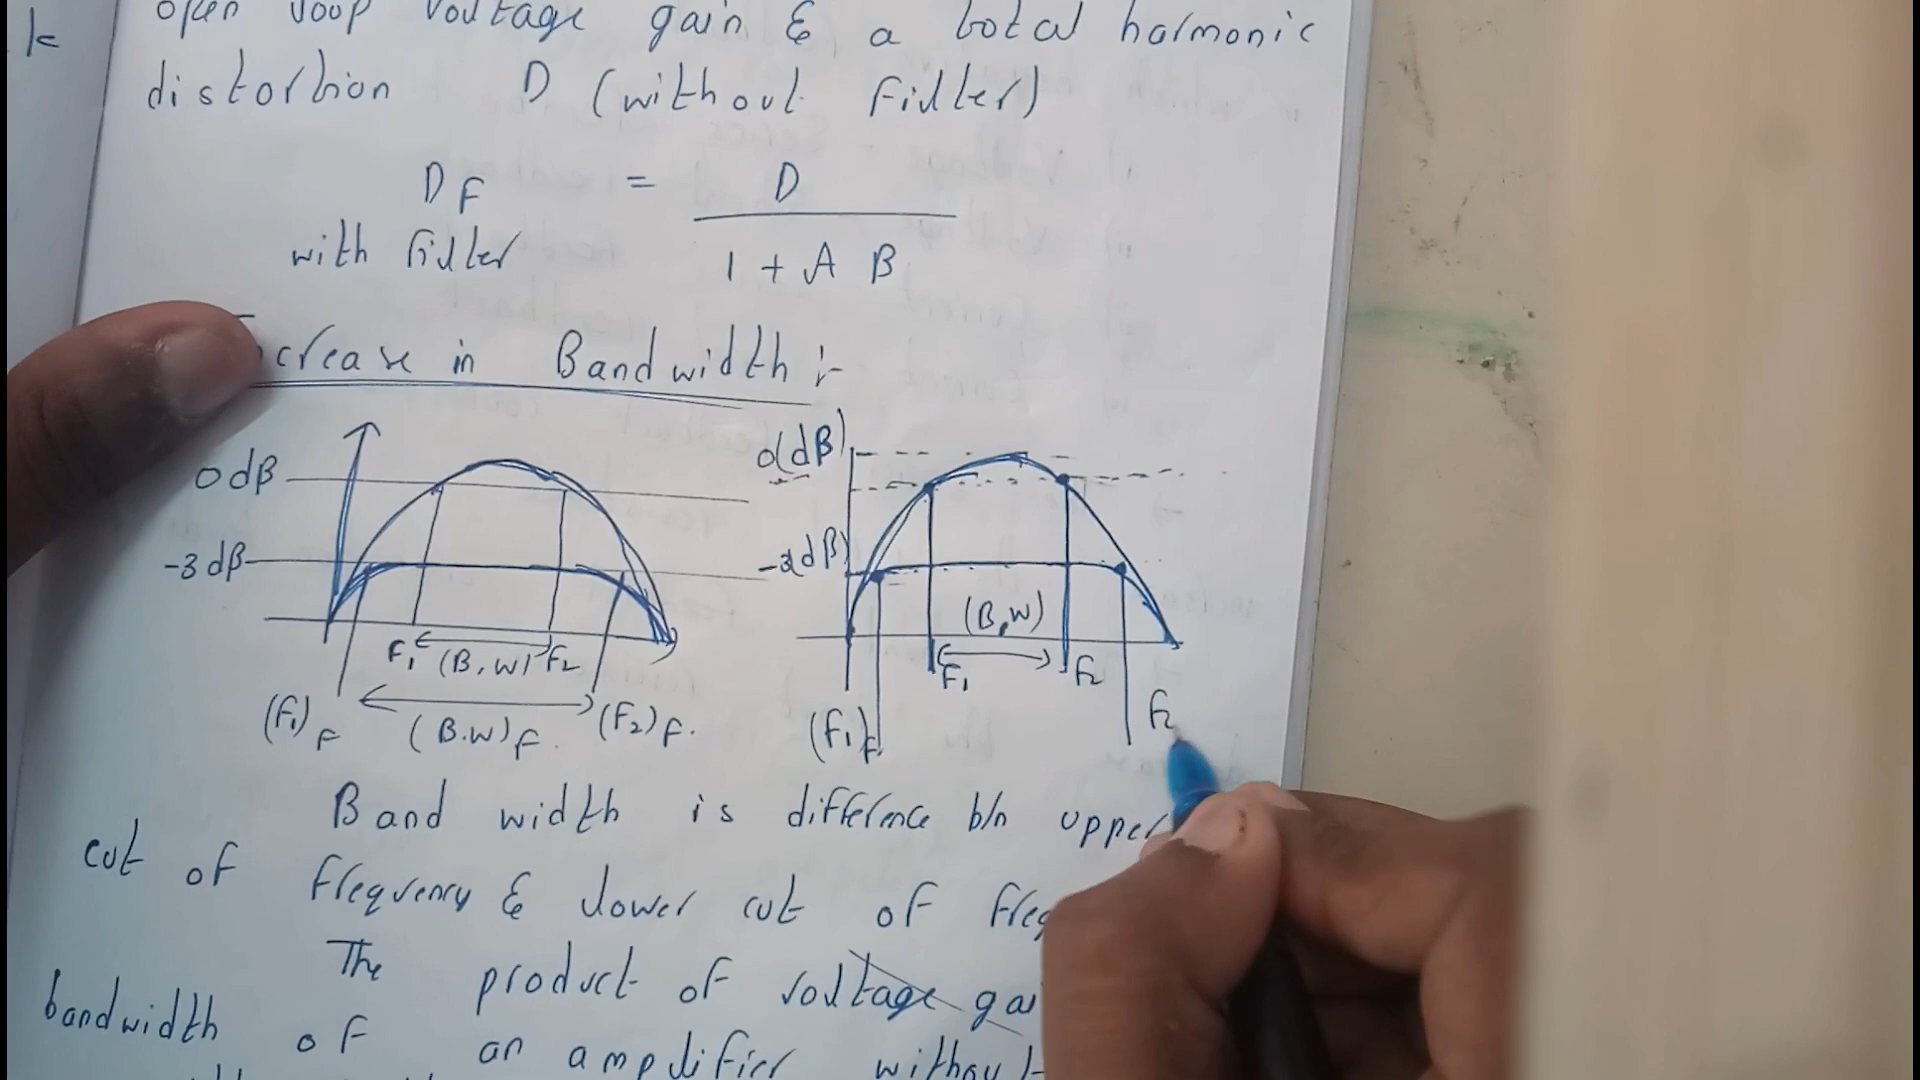 k
open loop voltage gain & a total harmonic
distortion D (without Filter)
DF = D
with Filter 1 + A B
crease in Bandwidth :-
0 dB
-3 dB
F1 (B.W) F2
(F1)F (B.W)F. (F2)F.
0(dB)
(B.W)
F1 F2
(F1)F F2
Band width is difference b/n upper
cut of frequency & lower cut of freq
The product of voltage ga
bandwidth of an amplifier without